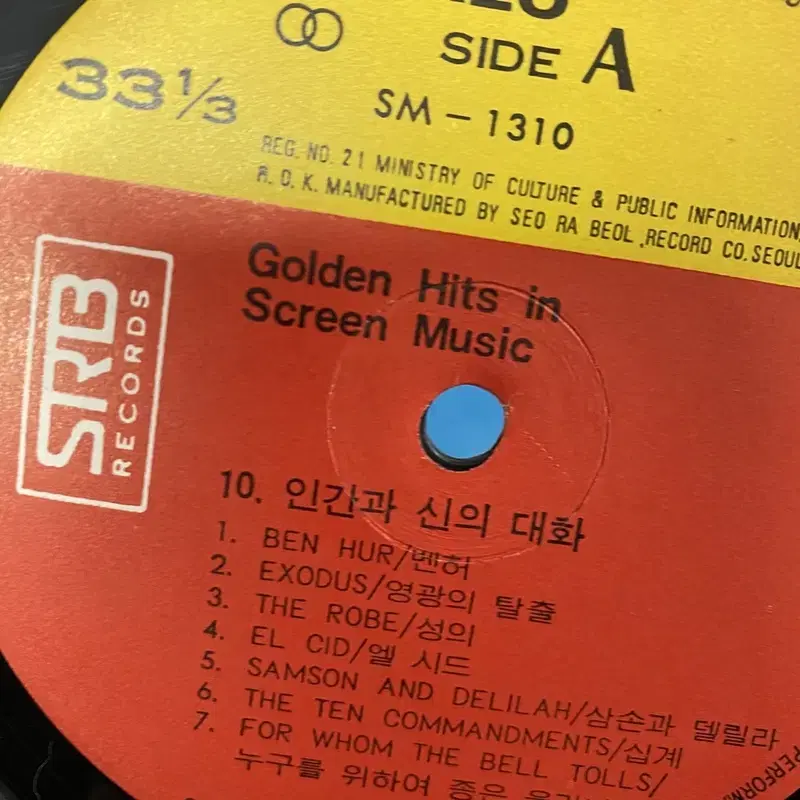 SIDE A
33 1/3
SM-1310
REG. NO. 21 MINISTRY OF CULTURE & PUBLIC INFORMATION,
R. O. K. MANUFACTURED BY SEO RA BEOL, RECORD CO. SEOUL
SRB
RECORDS
Golden Hits in
Screen Music
10. 인간과 신의 대화
1. BEN HUR/벤허
2. EXODUS/영광의 탈출
3. THE ROBE/성의
4. EL CID/엘 시드
5. SAMSON AND DELILAH/삼손과 델릴라
6. THE TEN COMMANDMENTS/십계
7. FOR WHOM THE BELL TOLLS/
누구를 위하여 종은